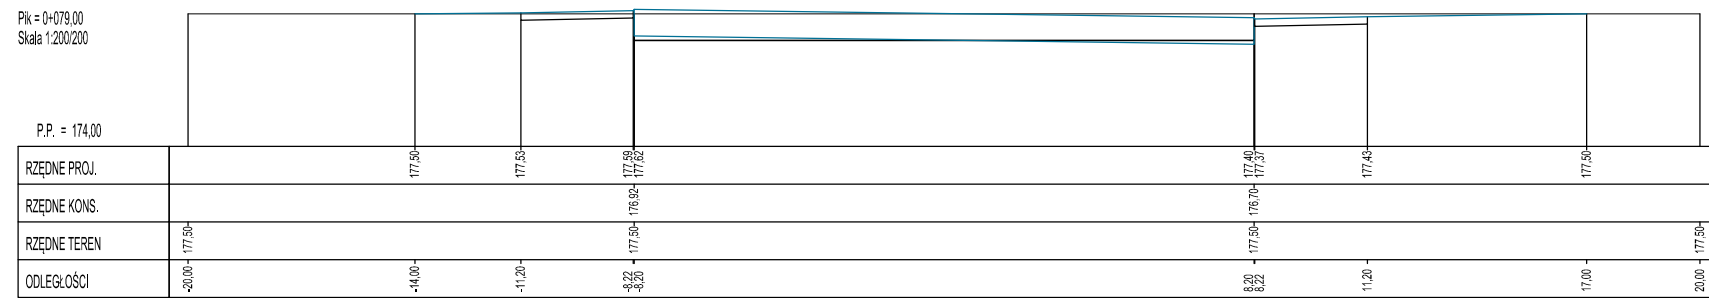 Pik = 0+079,00
Skala 1:200/200
P.P. = 174,00
RZĘDNE PROJ. 177,50 177,53 177,59 177,62 177,40 177,37 177,43 177,50
RZĘDNE KONS. 176,92 176,70
RZĘDNE TEREN 177,50 177,50 177,50 177,50
ODLEGŁOŚCI -20,00 -14,00 -11,20 -8,22 -8,20 8,20 8,22 11,20 17,00 20,00